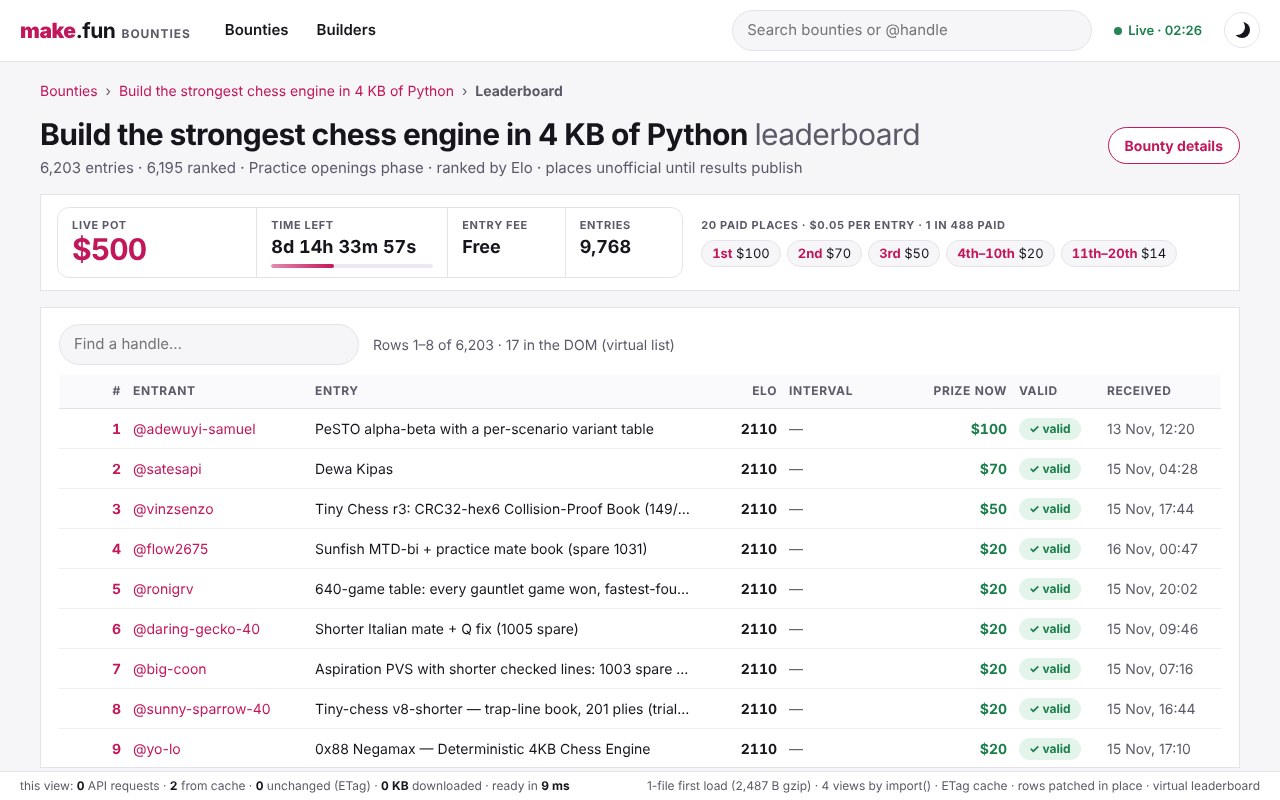 make.fun BOUNTIES Bounties Builders Search bounties or @handle Live · 02:26
Bounties › Build the strongest chess engine in 4 KB of Python › Leaderboard
Build the strongest chess engine in 4 KB of Python leaderboard
Bounty details
6,203 entries · 6,195 ranked · Practice openings phase · ranked by Elo · places unofficial until results publish
LIVE POT TIME LEFT ENTRY FEE ENTRIES 20 PAID PLACES · $0.05 PER ENTRY · 1 IN 488 PAID
$500 8d 14h 33m 57s Free 9,768 1st $100 2nd $70 3rd $50 4th–10th $20 11th–20th $14
Find a handle... Rows 1–8 of 6,203 · 17 in the DOM (virtual list)
# ENTRANT ENTRY ELO INTERVAL PRIZE NOW VALID RECEIVED
1 @adewuyi-samuel PeSTO alpha-beta with a per-scenario variant table 2110 — $100 ✓ valid 13 Nov, 12:20
2 @satesapi Dewa Kipas 2110 — $70 ✓ valid 15 Nov, 04:28
3 @vinzsenzo Tiny Chess r3: CRC32-hex6 Collision-Proof Book (149/... 2110 — $50 ✓ valid 15 Nov, 17:44
4 @flow2675 Sunfish MTD-bi + practice mate book (spare 1031) 2110 — $20 ✓ valid 16 Nov, 00:47
5 @ronigrv 640-game table: every gauntlet game won, fastest-fou... 2110 — $20 ✓ valid 15 Nov, 20:02
6 @daring-gecko-40 Shorter Italian mate + Q fix (1005 spare) 2110 — $20 ✓ valid 15 Nov, 09:46
7 @big-coon Aspiration PVS with shorter checked lines: 1003 spare ... 2110 — $20 ✓ valid 15 Nov, 07:16
8 @sunny-sparrow-40 Tiny-chess v8-shorter — trap-line book, 201 plies (trial... 2110 — $20 ✓ valid 15 Nov, 16:44
9 @yo-lo 0x88 Negamax — Deterministic 4KB Chess Engine 2110 — $20 ✓ valid 15 Nov, 17:10
this view: 0 API requests · 2 from cache · 0 unchanged (ETag) · 0 KB downloaded · ready in 9 ms 1-file first load (2,487 B gzip) · 4 views by import() · ETag cache · rows patched in place · virtual leaderboard